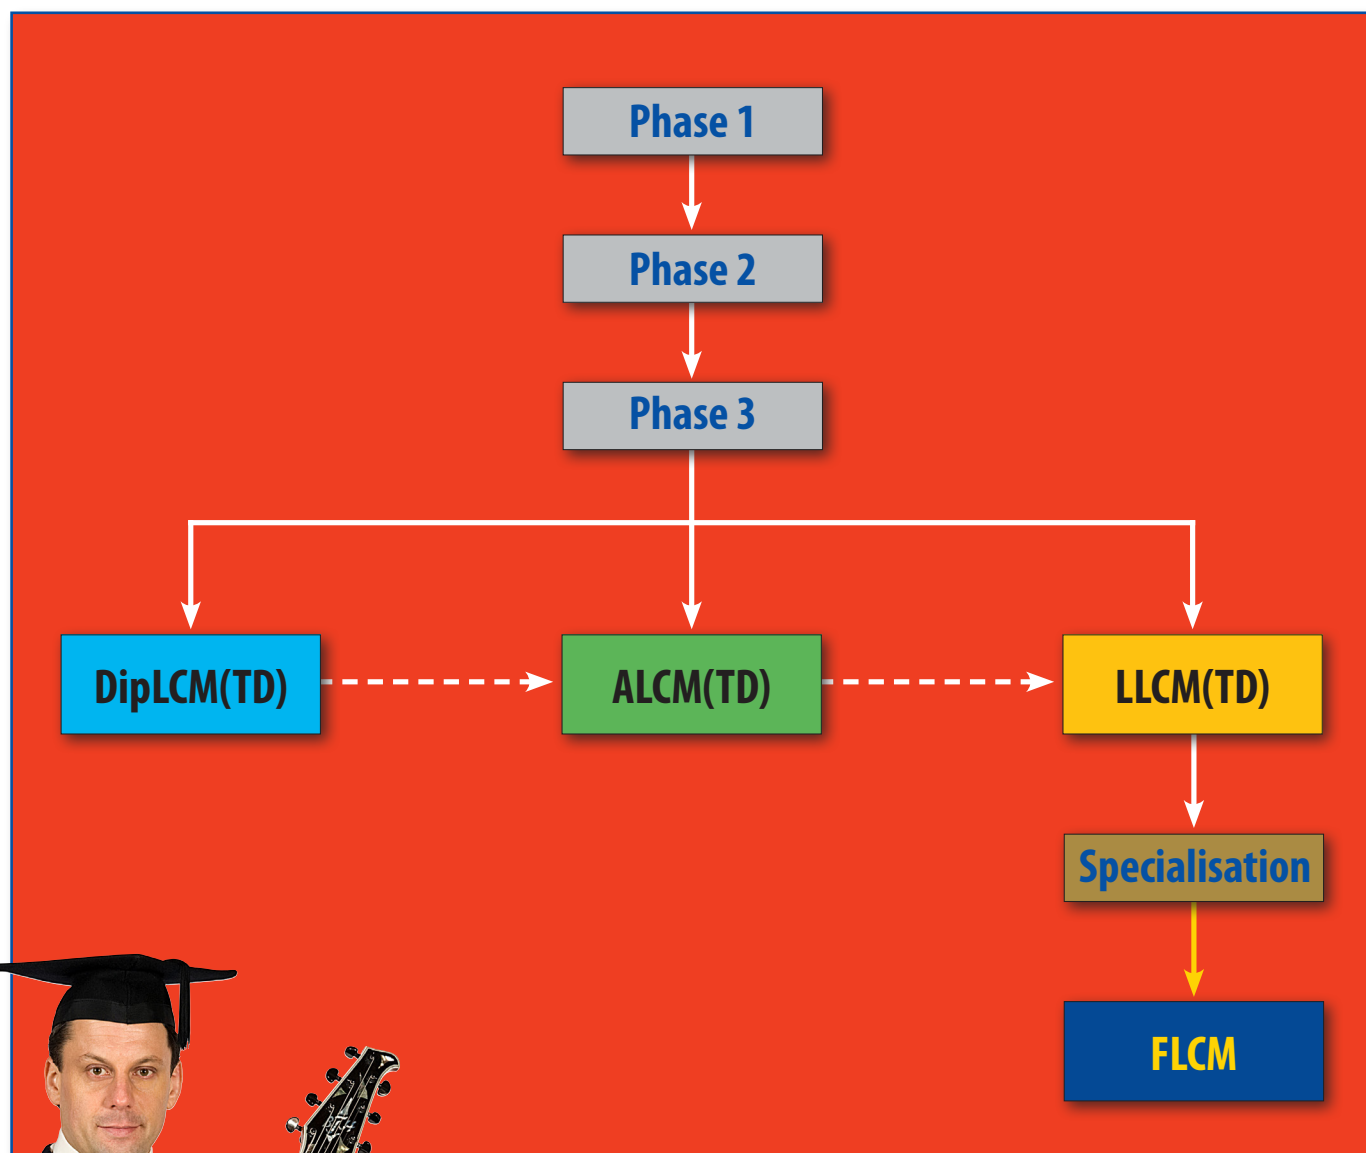 Phase 1
Phase 2
Phase 3
DipLCM(TD)
ALCM(TD)
LLCM(TD)
Specialisation
FLCM